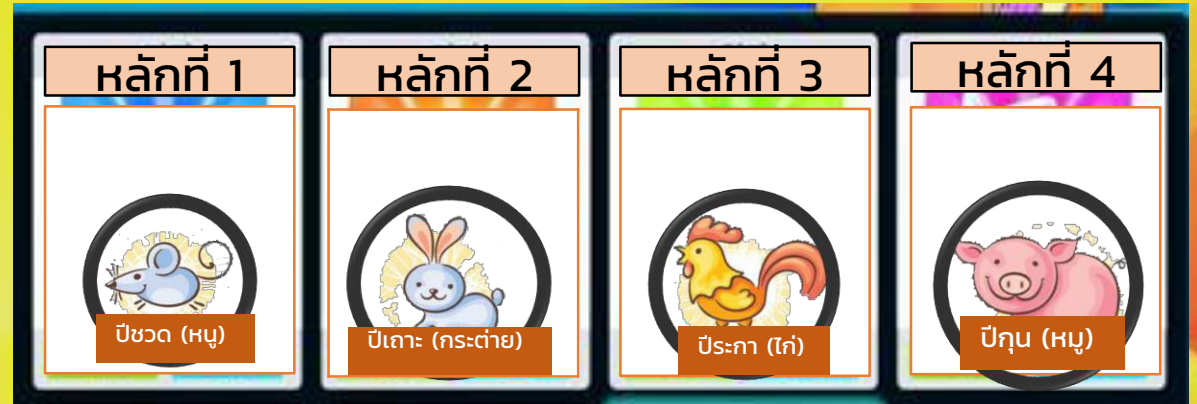 หลักที่ 1
หลักที่ 2
หลักที่ 3
หลักที่ 4
ปีชวด (หนู)
ปีเถาะ (กระต่าย)
ประกา (ไก่)
ปีกุน (หมู)